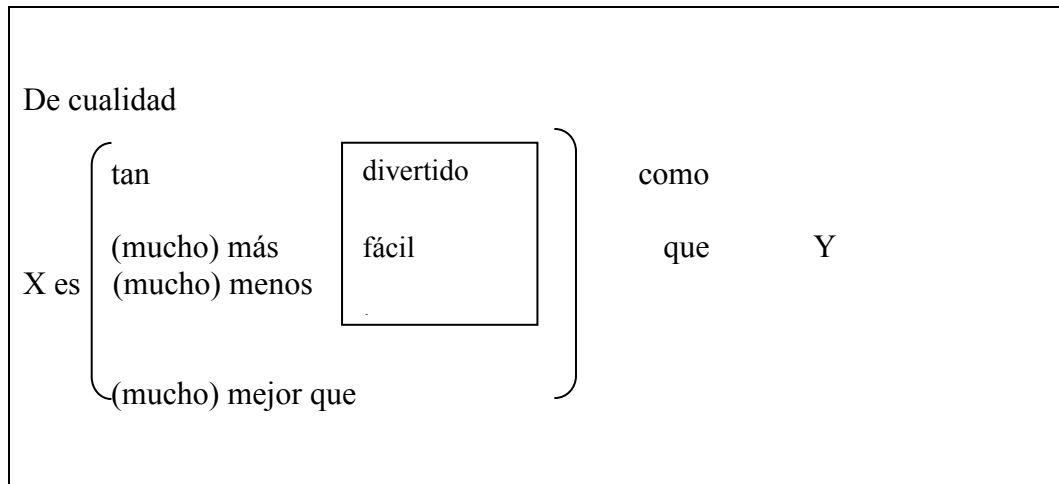 De cualidad
tan divertido como
(mucho) más fácil que Y
X es (mucho) menos
(mucho) mejor que